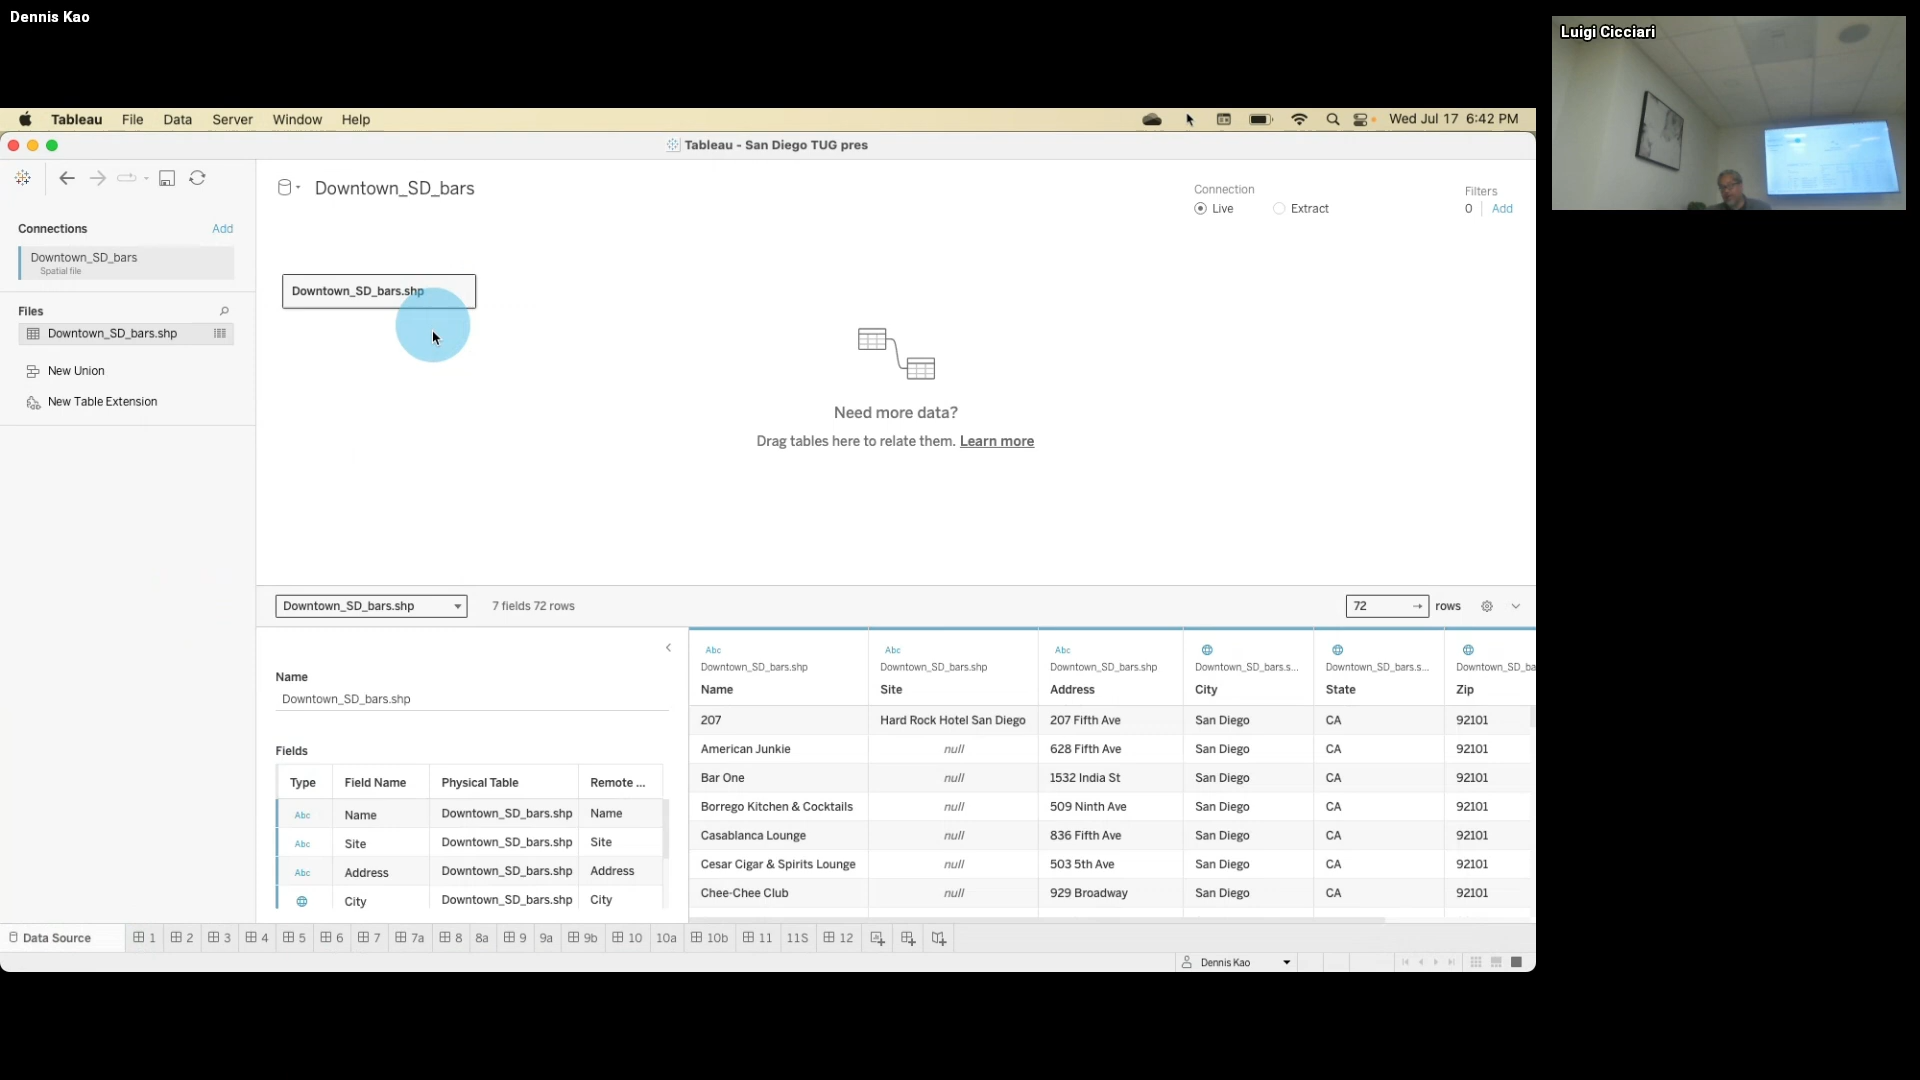 Dennis Kao
Luigi Cicciari
Tableau File Data Server Window Help
Wed Jul 17 6:42 PM
Tableau - San Diego TUG pres
Connections Add
Downtown_SD_bars
Spatial file
Files
Downtown_SD_bars.shp
New Union
New Table Extension
Downtown_SD_bars
Connection
Live Extract
Filters
0 Add
Downtown_SD_bars.shp
Need more data?
Drag tables here to relate them. Learn more
Downtown_SD_bars.shp 7 fields 72 rows
72 → rows
Name
Downtown_SD_bars.shp
Fields
Type Field Name Physical Table Remote ...
Abc Name Downtown_SD_bars.shp Name
Abc Site Downtown_SD_bars.shp Site
Abc Address Downtown_SD_bars.shp Address
City Downtown_SD_bars.shp City
Abc Abc Abc
Downtown_SD_bars.shp Downtown_SD_bars.shp Downtown_SD_bars.shp Downtown_SD_bars.s... Downtown_SD_bars.s... Downtown_SD_ba
Name Site Address City State Zip
207 Hard Rock Hotel San Diego 207 Fifth Ave San Diego CA 92101
American Junkie null 628 Fifth Ave San Diego CA 92101
Bar One null 1532 India St San Diego CA 92101
Borrego Kitchen & Cocktails null 509 Ninth Ave San Diego CA 92101
Casablanca Lounge null 836 Fifth Ave San Diego CA 92101
Cesar Cigar & Spirits Lounge null 503 5th Ave San Diego CA 92101
Chee-Chee Club null 929 Broadway San Diego CA 92101
Data Source 1 2 3 4 5 6 7 7a 8 8a 9 9a 9b 10 10a 10b 11 11S 12
Dennis Kao